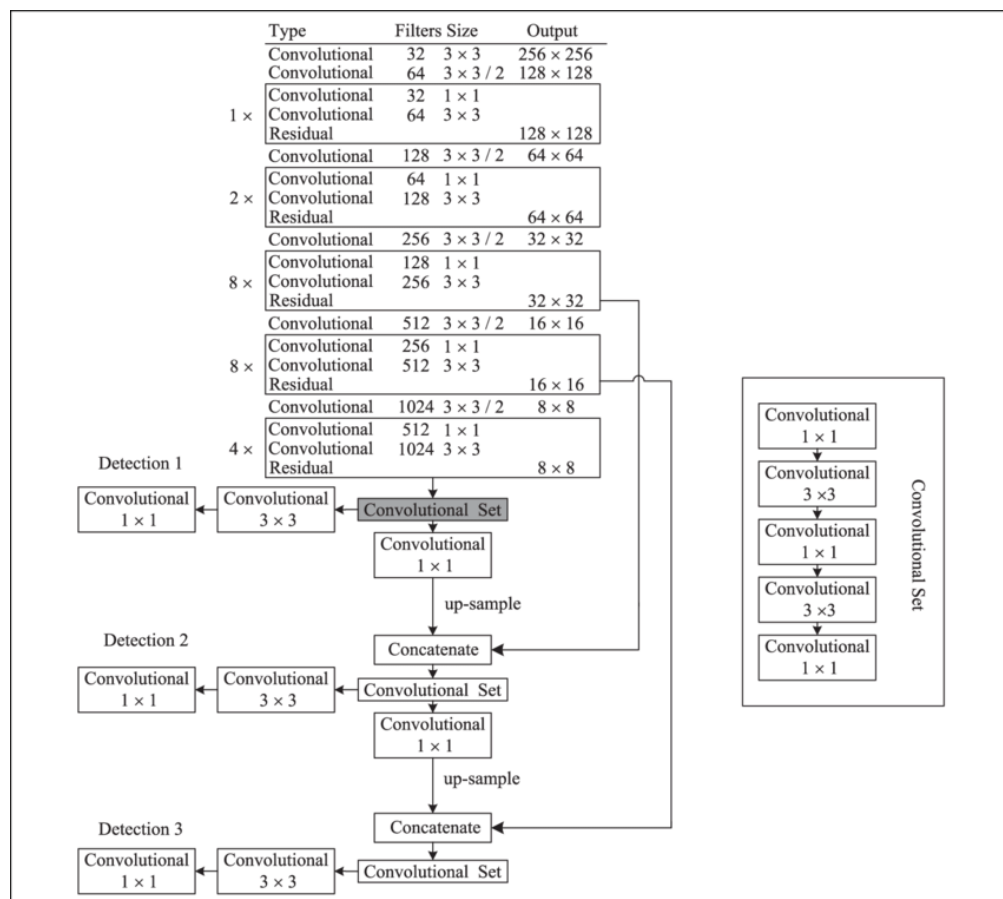 Type Filters Size Output
Convolutional 32 3 × 3 256 × 256
Convolutional 64 3 × 3 / 2 128 × 128
Convolutional 32 1 × 1
1 × Convolutional 64 3 × 3
Residual 128 × 128
Convolutional 128 3 × 3 / 2 64 × 64
Convolutional 64 1 × 1
2 × Convolutional 128 3 × 3
Residual 64 × 64
Convolutional 256 3 × 3 / 2 32 × 32
Convolutional 128 1 × 1
8 × Convolutional 256 3 × 3
Residual 32 × 32
Convolutional 512 3 × 3 / 2 16 × 16
Convolutional 256 1 × 1
8 × Convolutional 512 3 × 3
Residual 16 × 16
Convolutional 1024 3 × 3 / 2 8 × 8
Convolutional 512 1 × 1
4 × Convolutional 1024 3 × 3
Residual 8 × 8
Detection 1
Convolutional
1 × 1
Convolutional
3 × 3
Convolutional Set
Convolutional
1 × 1
up-sample
Concatenate
Detection 2
Convolutional
1 × 1
Convolutional
3 × 3
Convolutional Set
Convolutional
1 × 1
up-sample
Concatenate
Detection 3
Convolutional
1 × 1
Convolutional
3 × 3
Convolutional Set
Convolutional
1 × 1
Convolutional
3 ×3
Convolutional
1 × 1
Convolutional
3 ×3
Convolutional
1 × 1
Convolutional Set